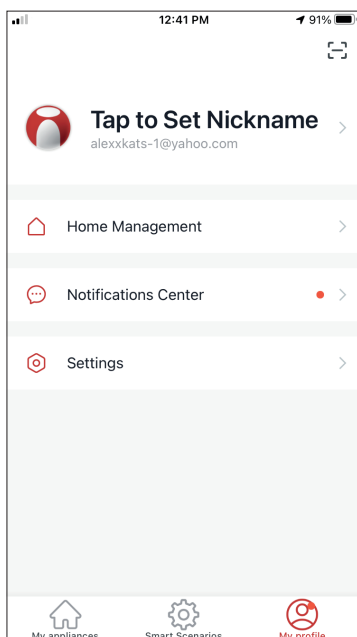 12:41 PM
91%
Tap to Set Nickname
alexxkats-1@yahoo.com
Home Management
Notifications Center
Settings
My appliances
Smart Scenarios
My profile